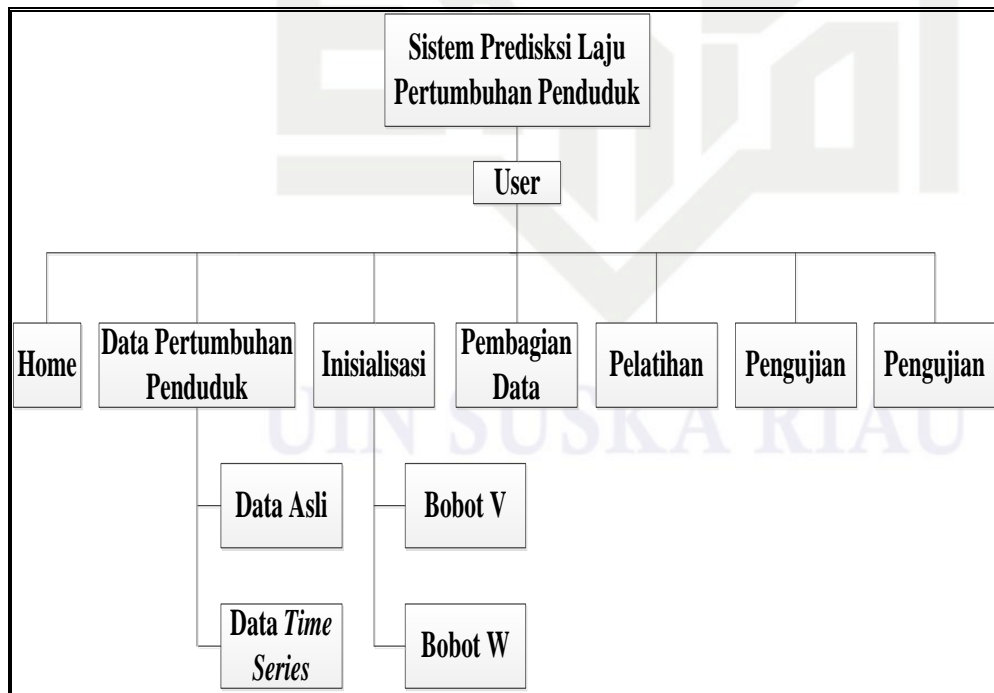 Sistem Predisksi Laju
Pertumbuhan Penduduk
User
Home
Data Pertumbuhan
Penduduk
Inisialisasi
Pembagian
Data
Pelatihan
Pengujian
Pengujian
UIN SUSKA RIAU
Data Asli
Bobot V
Data Time
Series
Bobot W